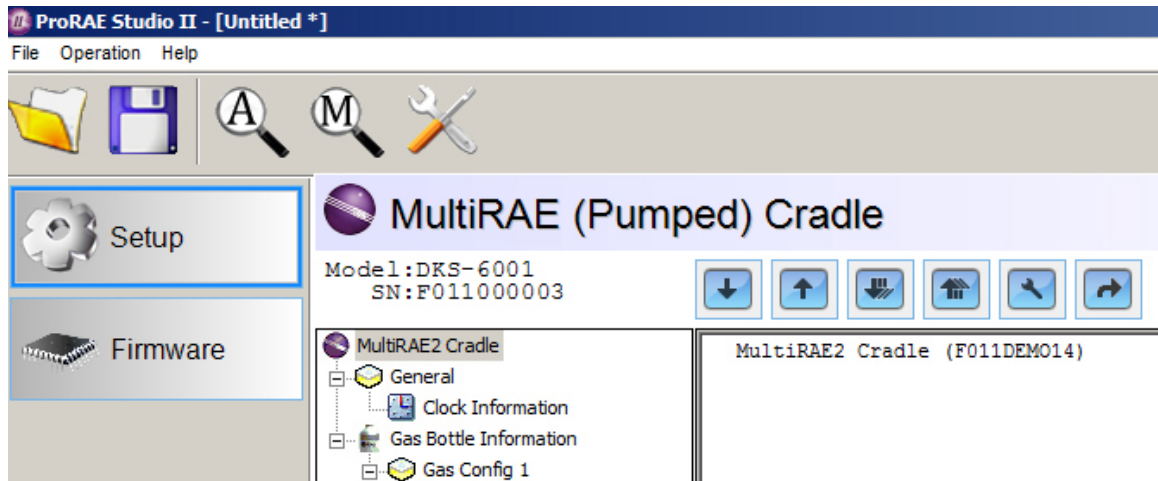 ProRAE Studio II - [Untitled *]
File Operation Help
A
M
Setup
Firmware
MultiRAE (Pumped) Cradle
Model:DKS-6001
SN:F011000003
MultiRAE2 Cradle
General
Clock Information
Gas Bottle Information
Gas Config 1
MultiRAE2 Cradle (F011DEMO14)